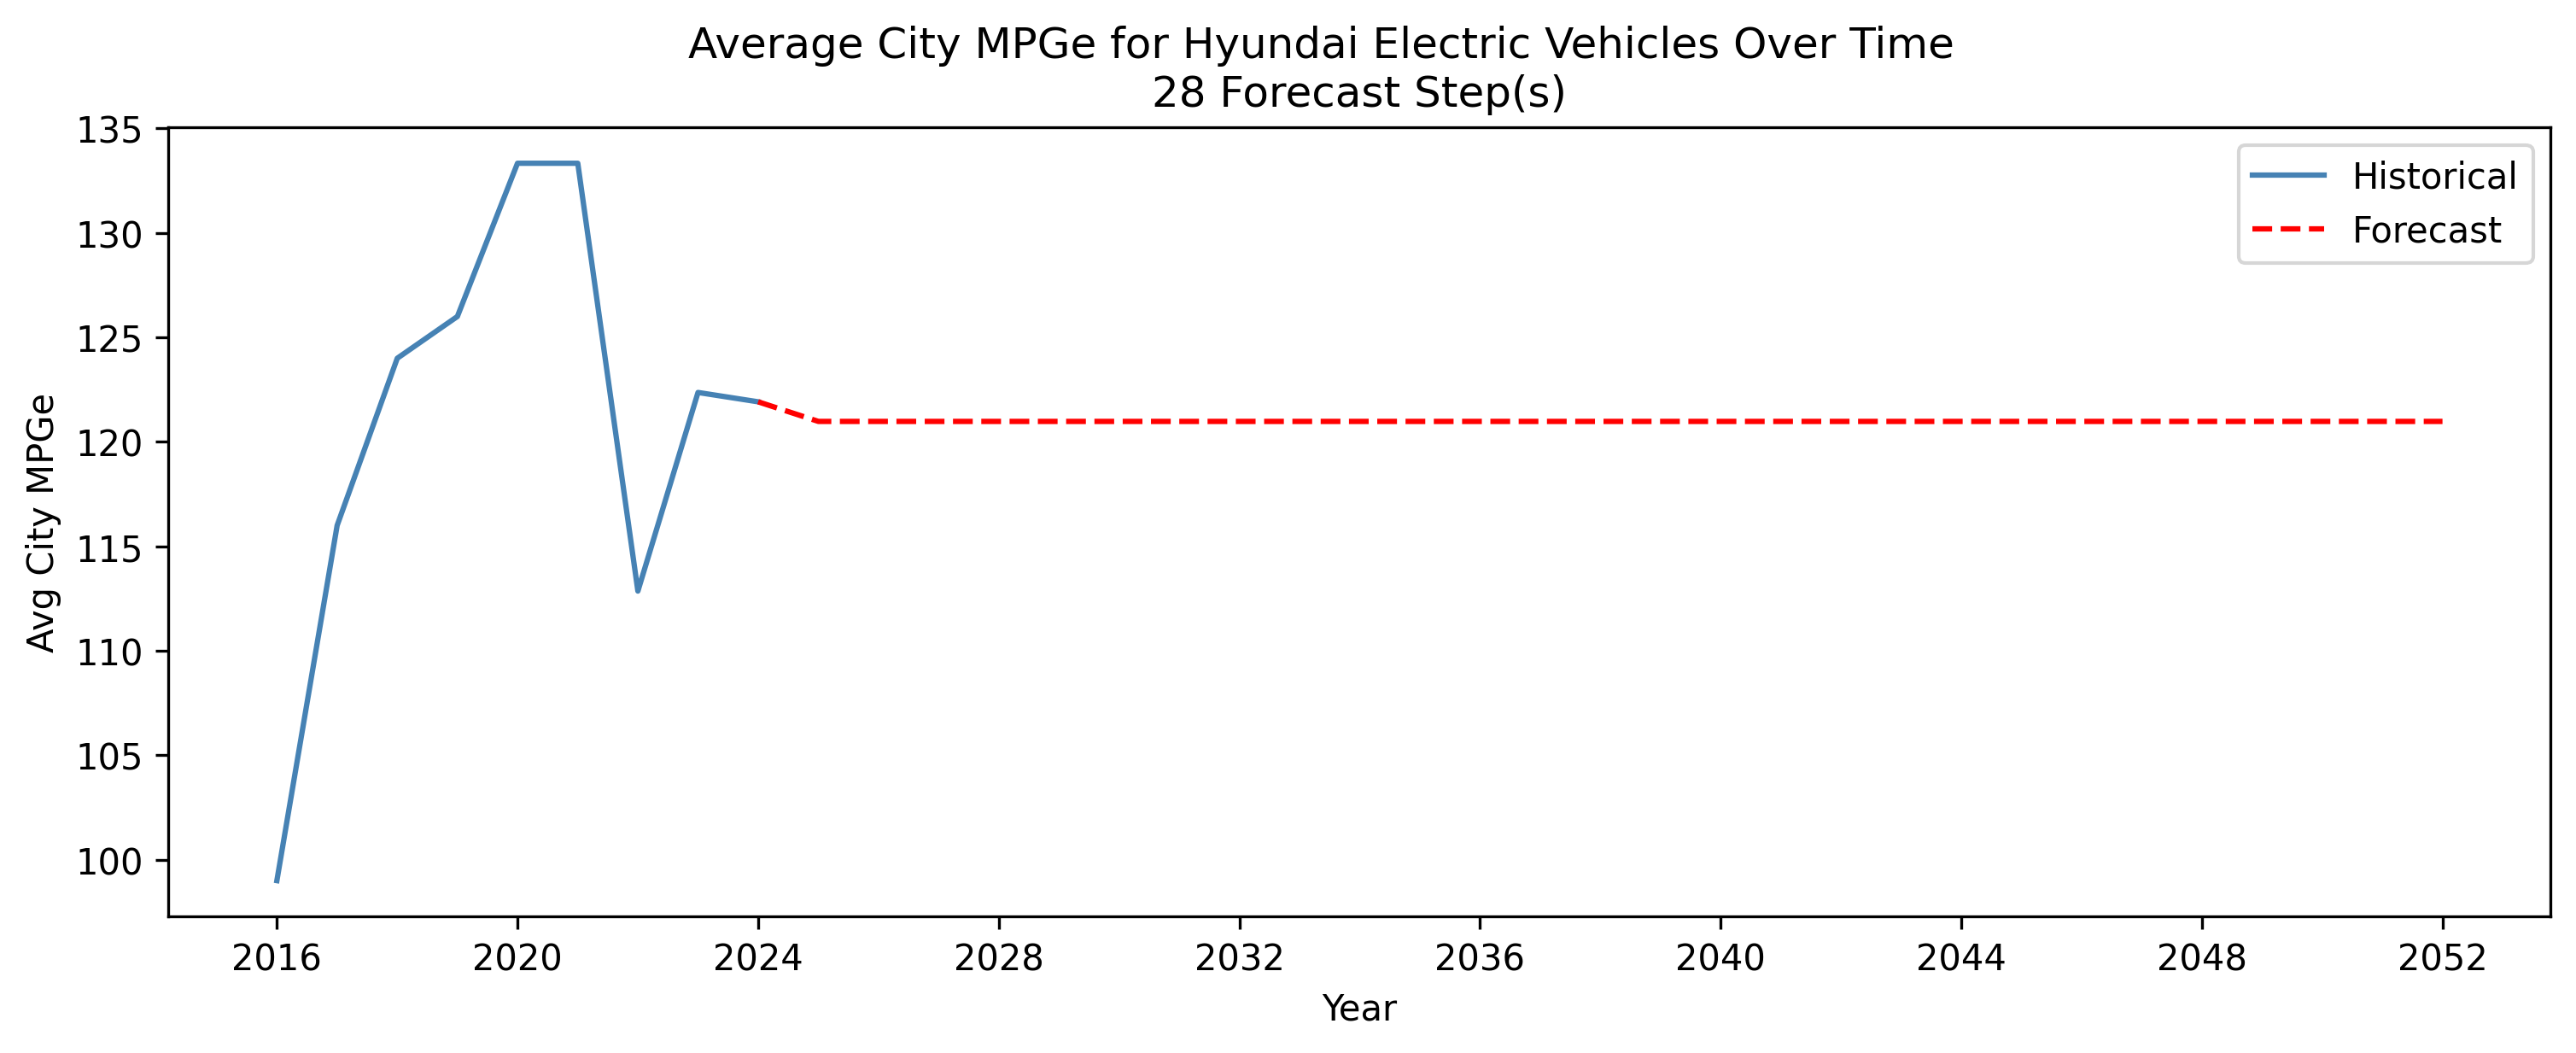 Average City MPGe for Hyundai Electric Vehicles Over Time
28 Forecast Step(s)
135
130
125
120
115
110
105
100
Avg City MPGe
Historical
Forecast
2016 2020 2024 2028 2032 2036 2040 2044 2048 2052
Year